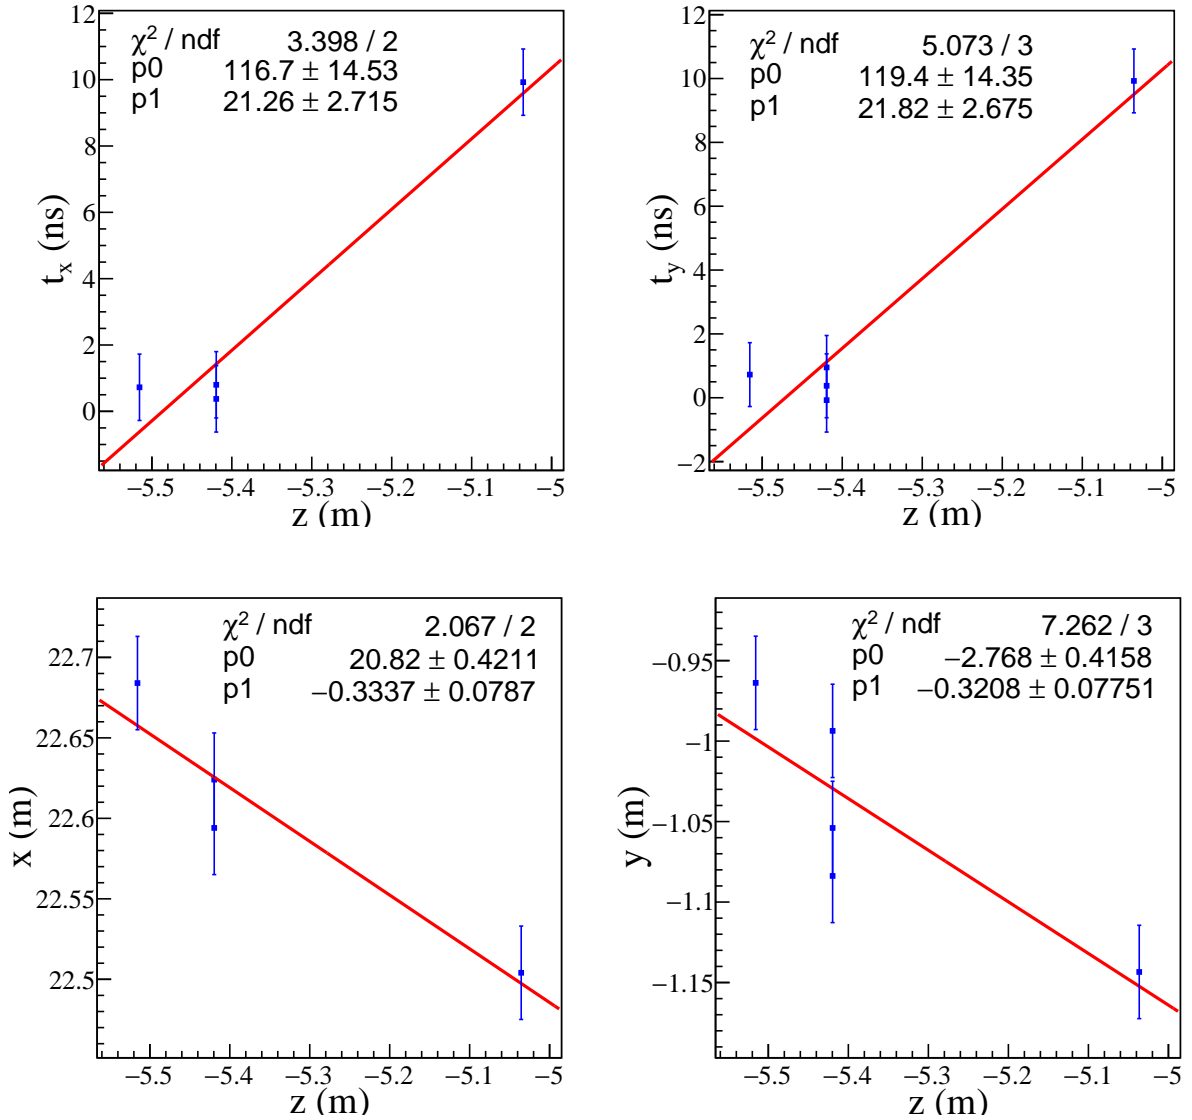 χ² / ndf 3.398 / 2
p0 116.7 ± 14.53
p1 21.26 ± 2.715
12
10
8
6
4
2
0
t_x (ns)
−5.5 −5.4 −5.3 −5.2 −5.1 −5
z (m)
χ² / ndf 5.073 / 3
p0 119.4 ± 14.35
p1 21.82 ± 2.675
12
10
8
6
4
2
0
−2
t_y (ns)
−5.5 −5.4 −5.3 −5.2 −5.1 −5
z (m)
χ² / ndf 2.067 / 2
p0 20.82 ± 0.4211
p1 −0.3337 ± 0.0787
22.7
22.65
22.6
22.55
22.5
x (m)
−5.5 −5.4 −5.3 −5.2 −5.1 −5
z (m)
χ² / ndf 7.262 / 3
p0 −2.768 ± 0.4158
p1 −0.3208 ± 0.07751
−0.95
−1
−1.05
−1.1
−1.15
y (m)
−5.5 −5.4 −5.3 −5.2 −5.1 −5
z (m)